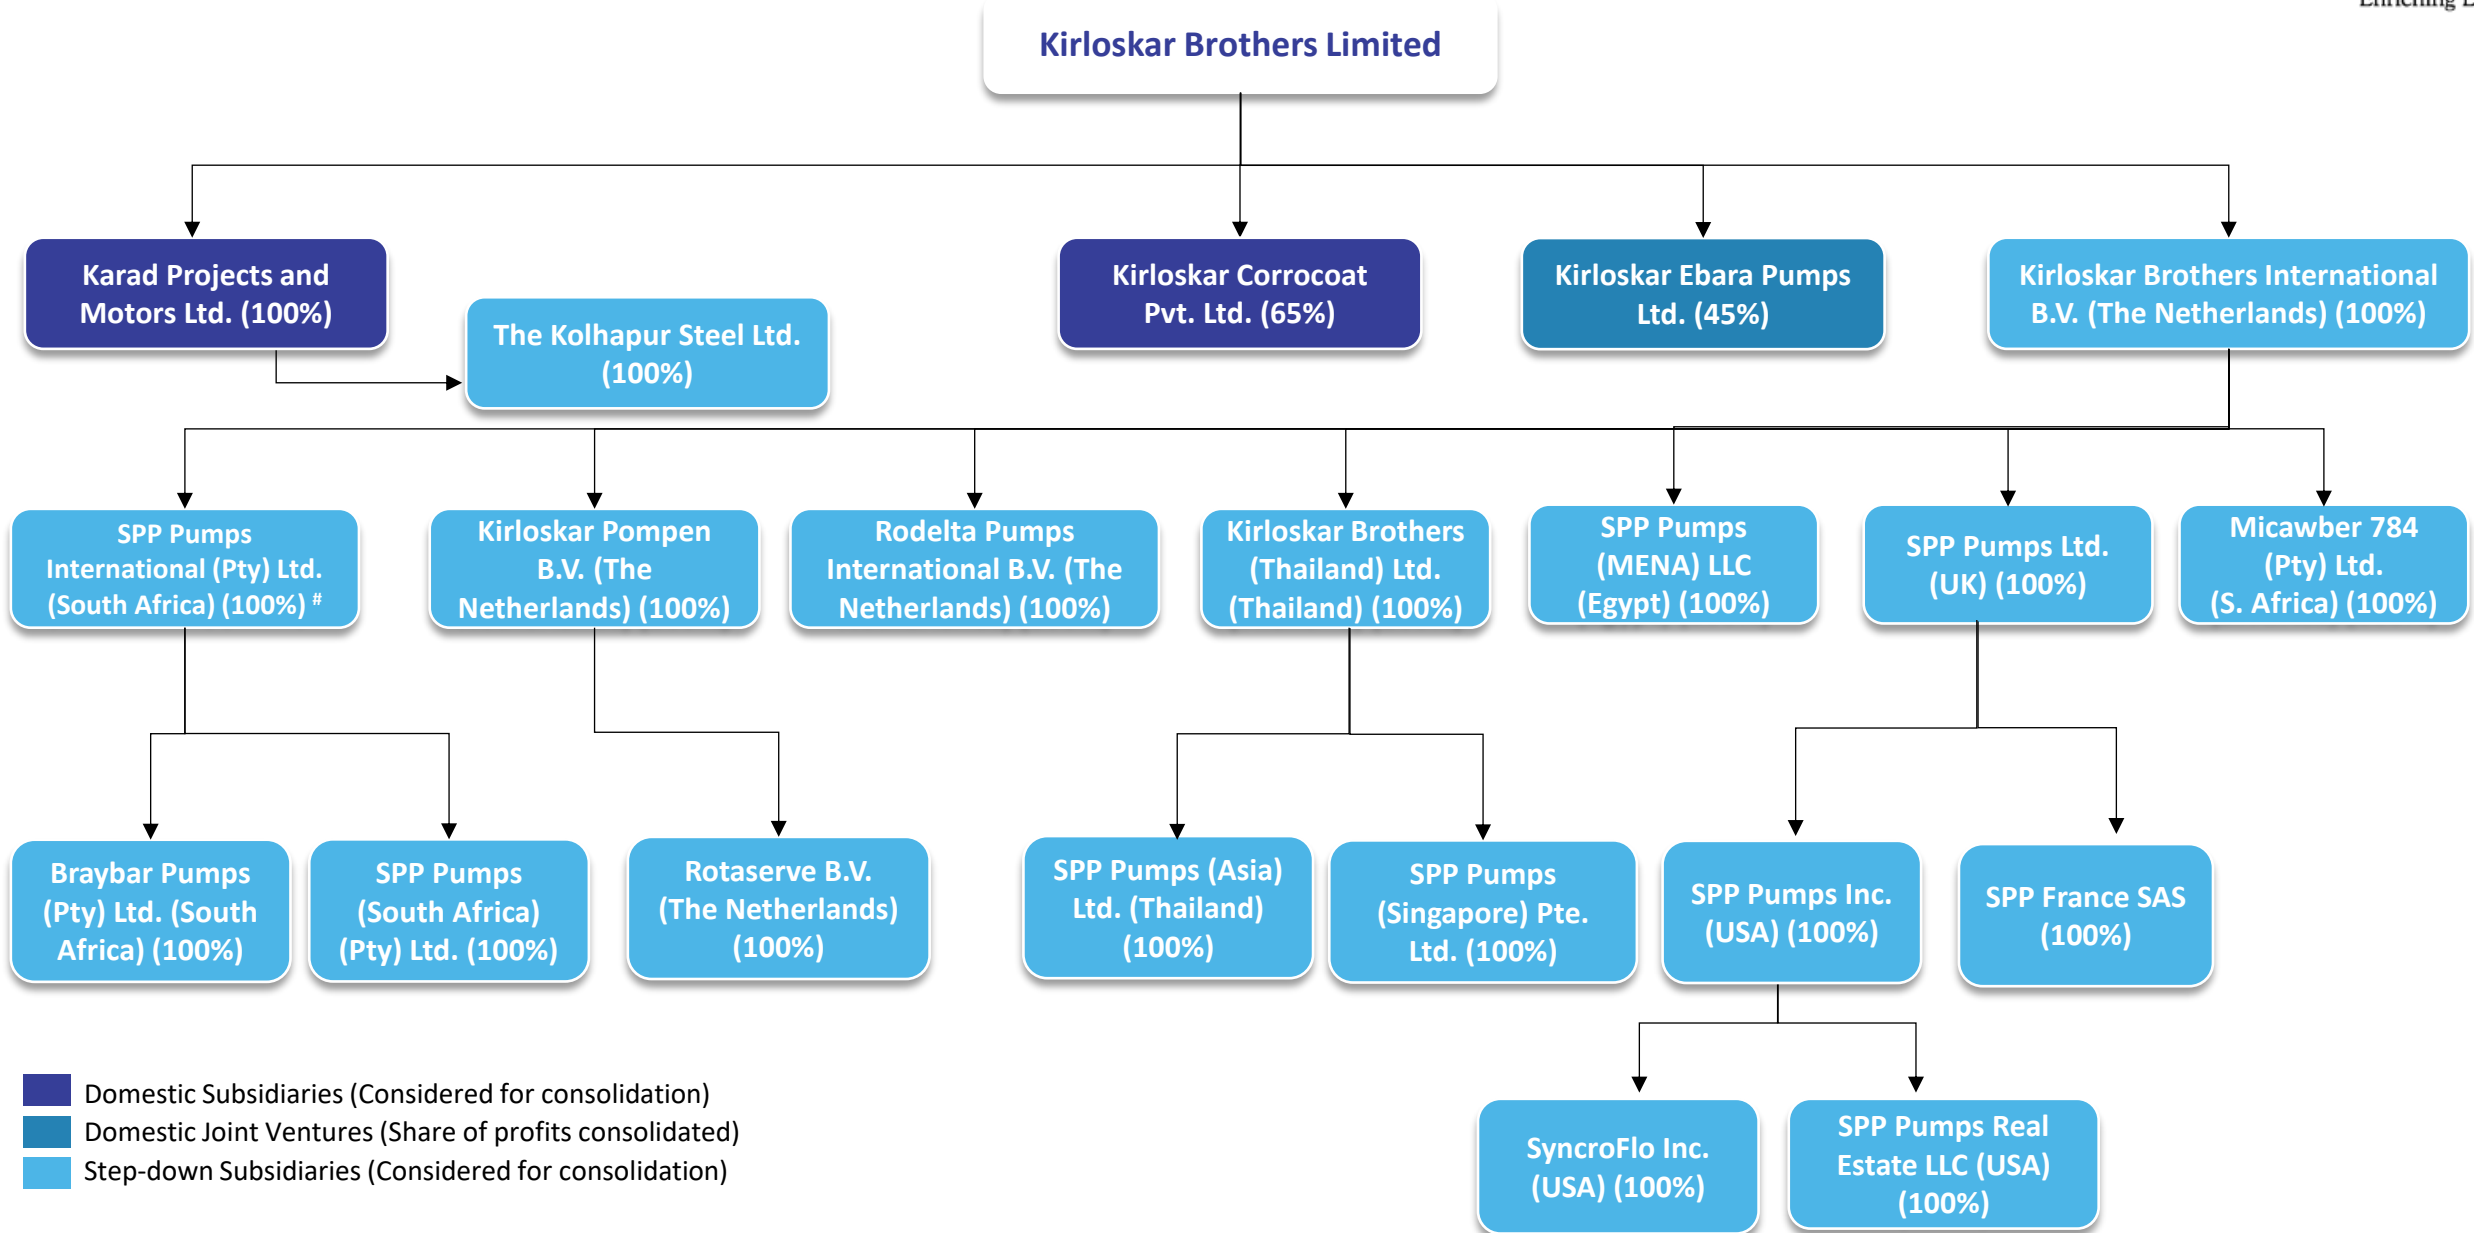 Enriching
Kirloskar Brothers Limited
Karad Projects and
Motors Ltd. (100%)
The Kolhapur Steel Ltd.
(100%)
Kirloskar Corrocoat
Pvt. Ltd. (65%)
Kirloskar Ebara Pumps
Ltd. (45%)
Kirloskar Brothers International
B.V. (The Netherlands) (100%)
SPP Pumps
International (Pty) Ltd.
(South Africa) (100%) #
Kirloskar Pompen
B.V. (The
Netherlands) (100%)
Rodelta Pumps
International B.V. (The
Netherlands) (100%)
Kirloskar Brothers
(Thailand) Ltd.
(Thailand) (100%)
SPP Pumps
(MENA) LLC
(Egypt) (100%)
SPP Pumps Ltd.
(UK) (100%)
Micawber 784
(Pty) Ltd.
(S. Africa) (100%)
Braybar Pumps
(Pty) Ltd. (South
Africa) (100%)
SPP Pumps
(South Africa)
(Pty) Ltd. (100%)
Rotaserve B.V.
(The Netherlands)
(100%)
SPP Pumps (Asia)
Ltd. (Thailand)
(100%)
SPP Pumps
(Singapore) Pte.
Ltd. (100%)
SPP Pumps Inc.
(USA) (100%)
SPP France SAS
(100%)
SyncroFlo Inc.
(USA) (100%)
SPP Pumps Real
Estate LLC (USA)
(100%)
Domestic Subsidiaries (Considered for consolidation)
Domestic Joint Ventures (Share of profits consolidated)
Step-down Subsidiaries (Considered for consolidation)